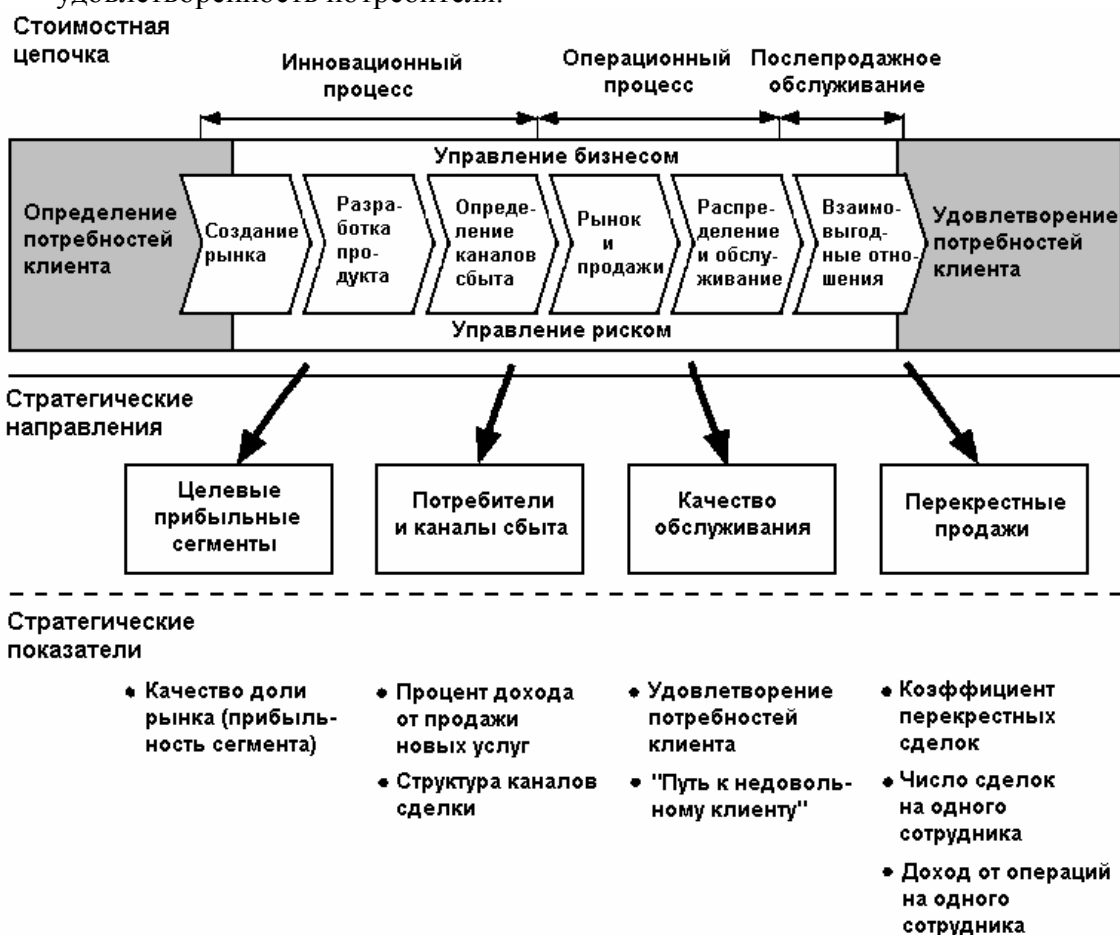 удовлетворенность потребителя.
Стоимостная
цепочка
Инновационный
процесс
Операционный
процесс
Послепродажное
обслуживание
Управление бизнесом
Определение
потребностей
клиента
Создание
рынка
Разра-
ботка
про-
дукта
Опреде-
ление
каналов
сбыта
Рынок
и
продажи
Распре-
деление
и обслу-
живание
Взаимо-
выгод-
ные отно-
шения
Удовлетворение
потребностей
клиента
Управление риском
Стратегические
направления
Целевые
прибыльные
сегменты
Потребители
и каналы сбыта
Качество
обслуживания
Перекрестные
продажи
Стратегические
показатели
• Качество доли
рынка (прибыль-
ность сегмента)
• Процент дохода
от продажи
новых услуг
• Структура каналов
сделки
• Удовлетворение
потребностей
клиента
• "Путь к недоволь-
ному клиенту"
• Коэффициент
перекрестных
сделок
• Число сделок
на одного
сотрудника
• Доход от операций
на одного
сотрудника